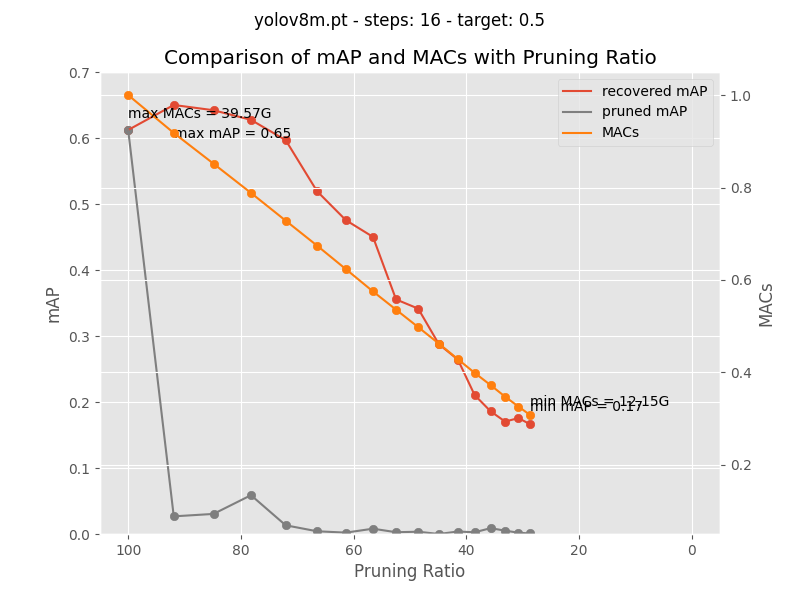 yolov8m.pt - steps: 16 - target: 0.5
Comparison of mAP and MACs with Pruning Ratio
0.7
0.6
0.5
0.4
0.3
0.2
0.1
0.0
mAP
max MACs = 39.57G
max mAP = 0.65
recovered mAP
pruned mAP
MACs
min MACs = 12.15G
min mAP = 0.17
1.0
0.8
0.6
0.4
0.2
MACs
100
80
60
40
20
0
Pruning Ratio